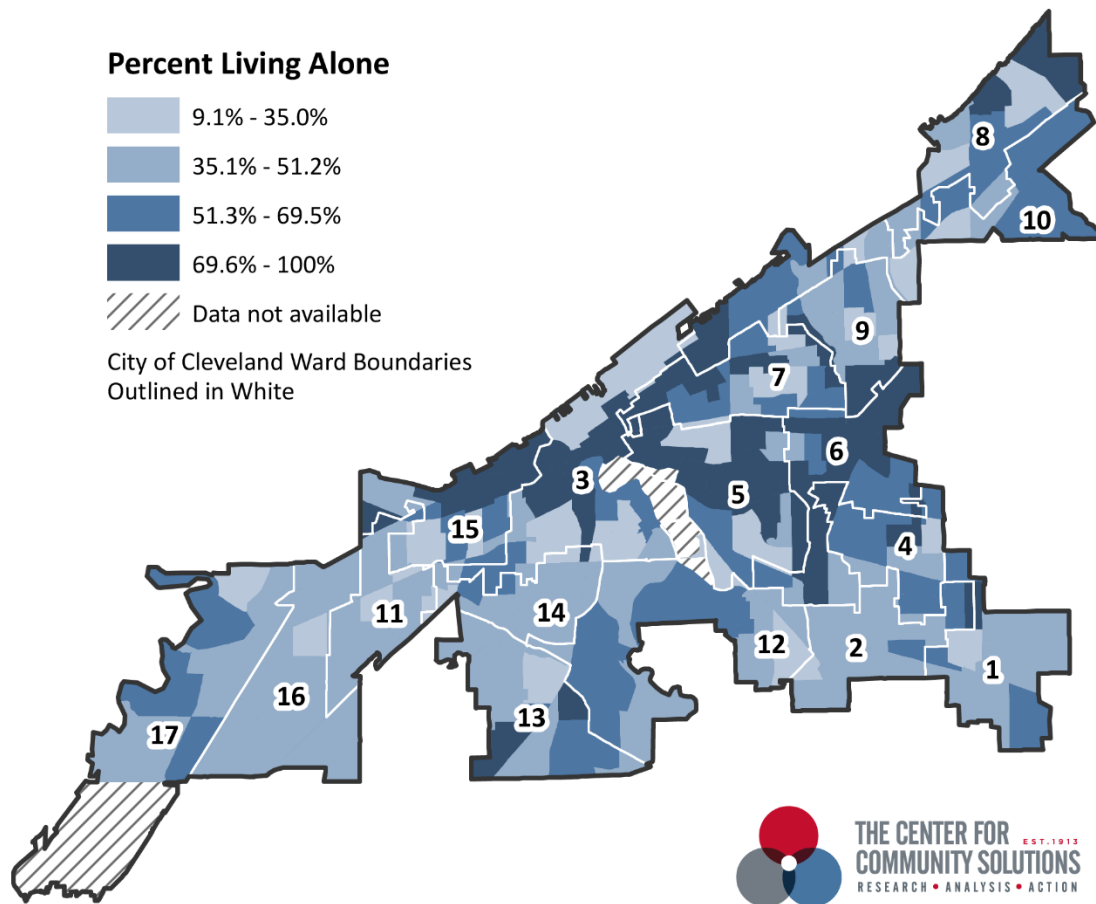 Percent Living Alone
9.1% - 35.0%
35.1% - 51.2%
51.3% - 69.5%
69.6% - 100%
Data not available
City of Cleveland Ward Boundaries
Outlined in White
8
10
9
7
6
3
5
15
4
11
14
12
2
1
16
13
17
THE CENTER FOR
EST.1913
COMMUNITY SOLUTIONS
RESEARCH • ANALYSIS • ACTION